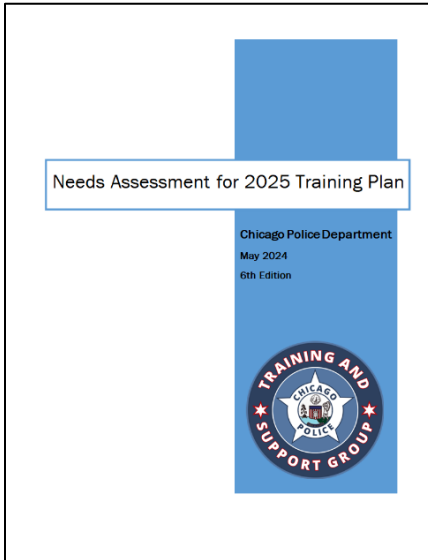 Needs Assessment for 2025 Training Plan
Chicago Police Department
May 2024
6th Edition
TRAINING AND
CHICAGO
POLICE
SUPPORT GROUP